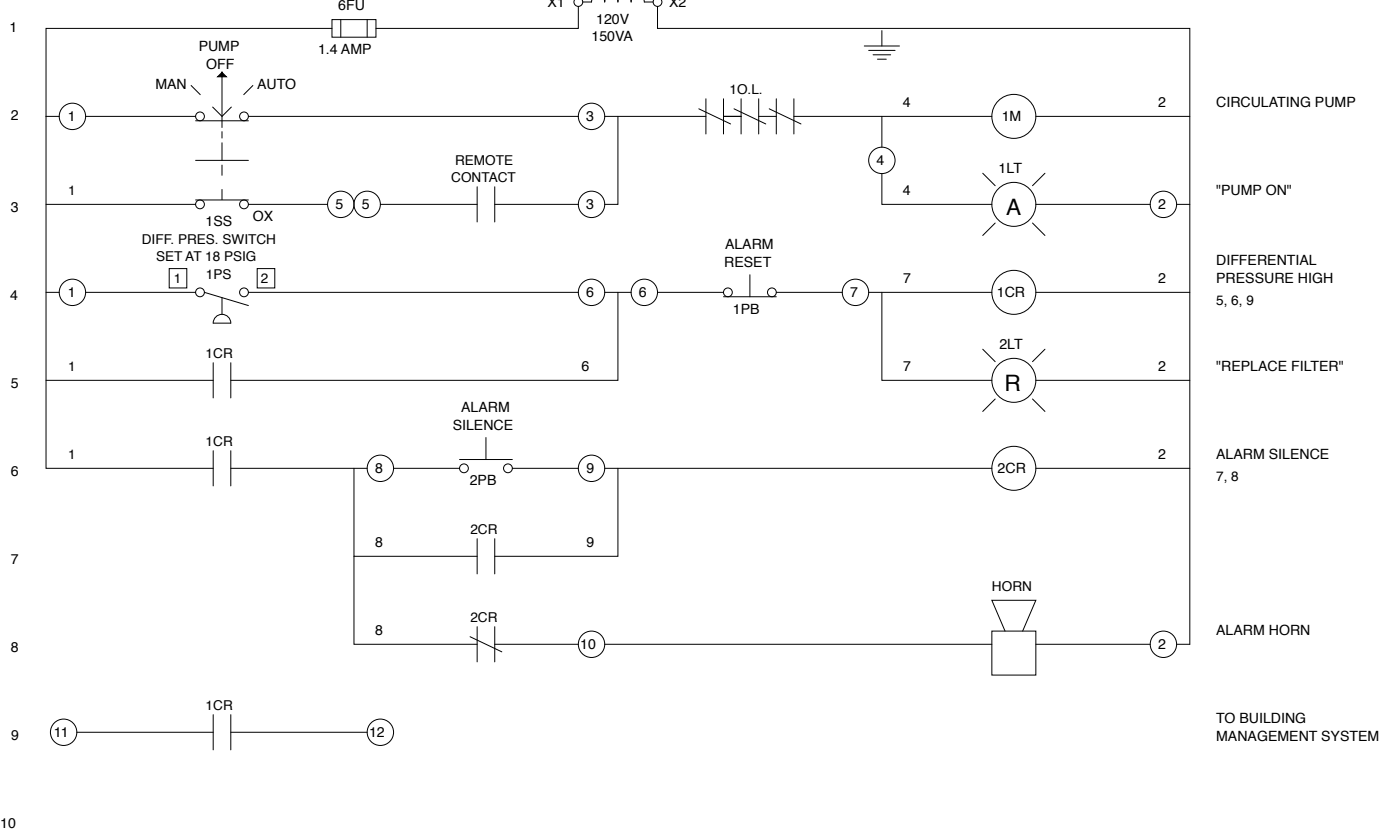 6FU
X1 X2
1
120V
150VA
1.4 AMP
PUMP
OFF
MAN AUTO
1O.L.
2 1 3 4 1M 2 CIRCULATING PUMP
4
REMOTE
CONTACT
1LT
3 1 5 5 3 4 A 2 "PUMP ON"
OX
1SS
DIFF. PRES. SWITCH
SET AT 18 PSIG
1 1PS 2
ALARM
RESET
4 1 6 6 7 7 1CR 2
1PB
DIFFERENTIAL
PRESSURE HIGH
5, 6, 9
1CR
2LT
5 1 6 7 R 2 "REPLACE FILTER"
ALARM
SILENCE
1CR
6 1 8 9 2CR 2 ALARM SILENCE
2PB
7, 8
2CR
7 8 9
HORN
2CR
8 8 10 2 ALARM HORN
1CR
9 11 12
TO BUILDING
MANAGEMENT SYSTEM
10